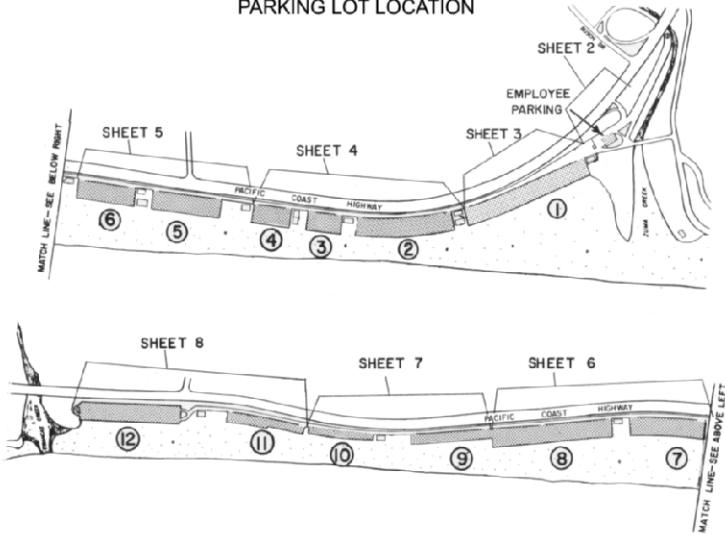 PARKING LOT LOCATION
SHEET 2
EMPLOYEE
PARKING
SHEET 3
SHEET 4
SHEET 5
PACIFIC COAST HIGHWAY
MATCH LINE—SEE BELOW RIGHT
ZUMA CREEK
6
5
4
3
2
1
SHEET 8
SHEET 7
SHEET 6
PACIFIC COAST HIGHWAY
12
11
10
9
8
7
MATCH LINE—SEE ABOVE LEFT